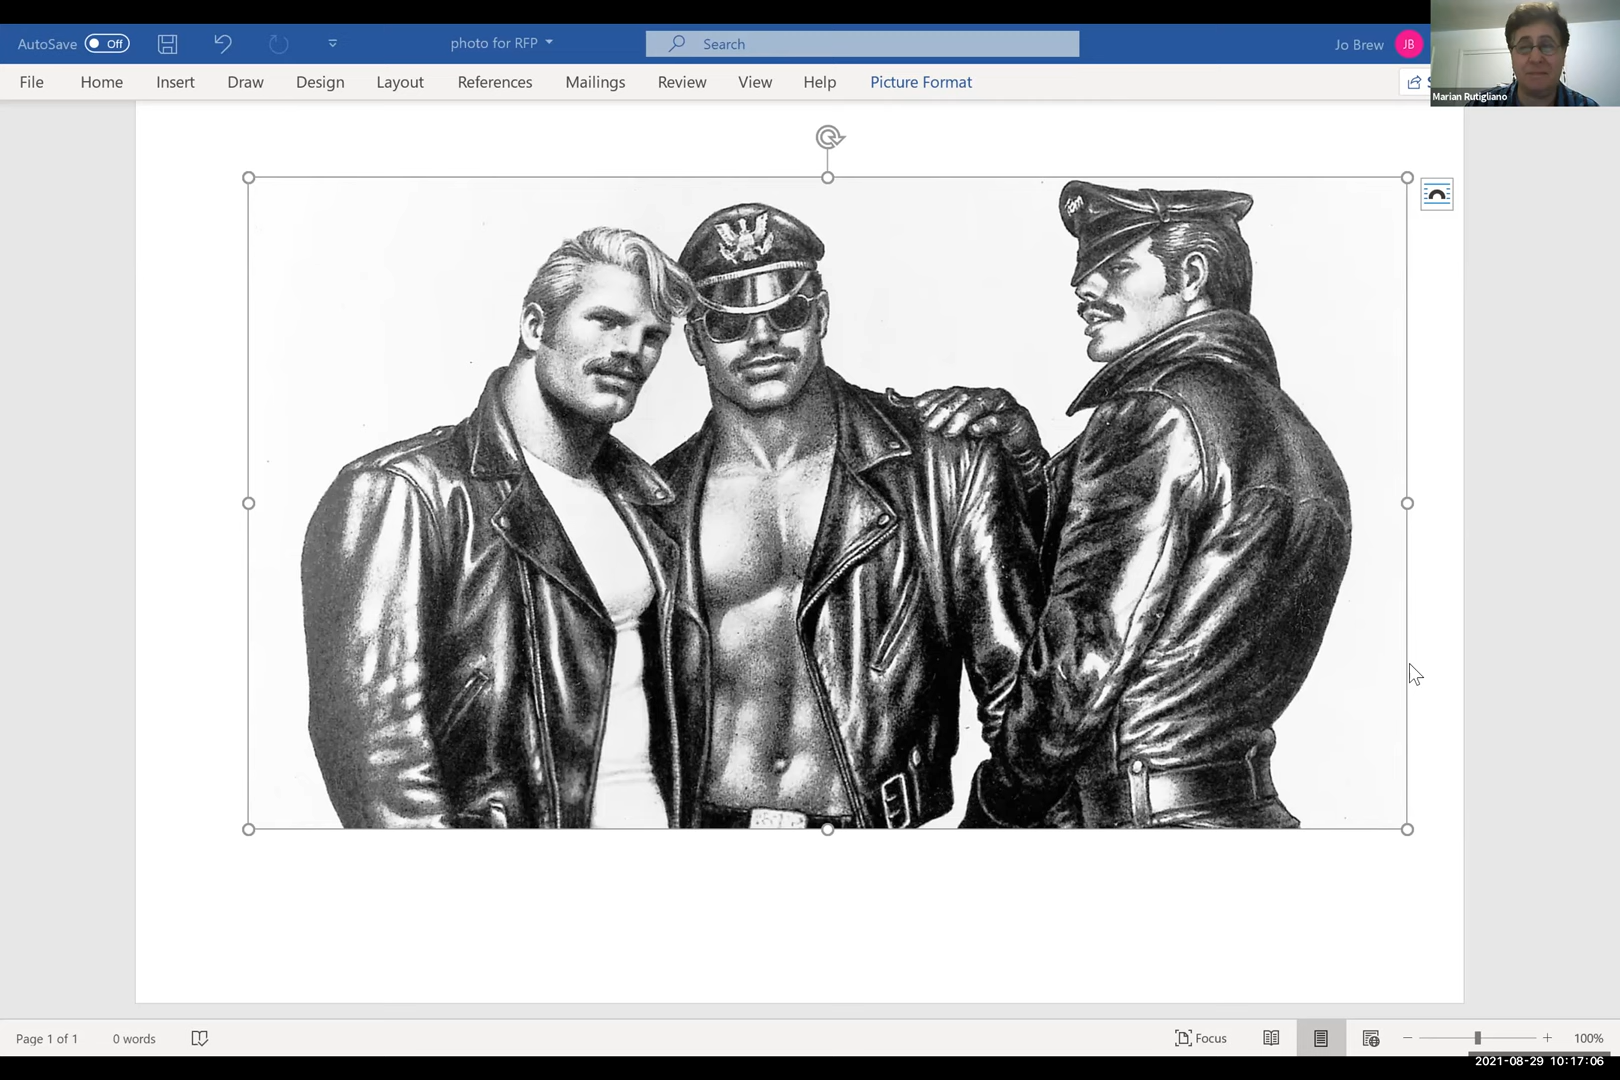 AutoSave Off photo for RFP Search Jo Brew JB
File Home Insert Draw Design Layout References Mailings Review View Help Picture Format
Marian Rutigliano
Tom
Page 1 of 1 0 words Focus 100%
2021-08-29 10:17:06